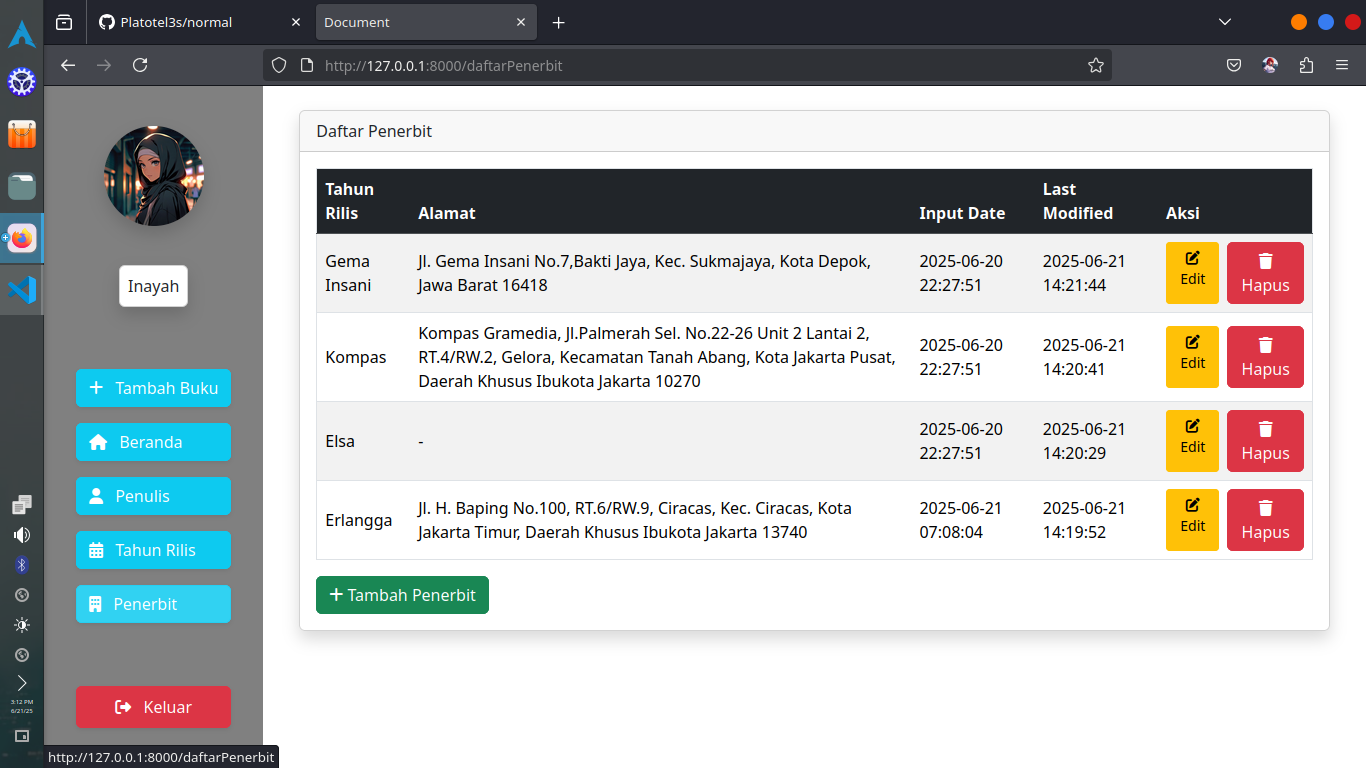 Platotel3s/normal
Document
http://127.0.0.1:8000/daftarPenerbit
Inayah
Tambah Buku
Beranda
Penulis
Tahun Rilis
Penerbit
Keluar
Daftar Penerbit
Tahun
Rilis
Alamat
Input Date
Last
Modified
Aksi
Gema
Insani
Jl. Gema Insani No.7,Bakti Jaya, Kec. Sukmajaya, Kota Depok,
Jawa Barat 16418
2025-06-20
22:27:51
2025-06-21
14:21:44
Edit
Hapus
Kompas
Kompas Gramedia, Jl.Palmerah Sel. No.22-26 Unit 2 Lantai 2,
RT.4/RW.2, Gelora, Kecamatan Tanah Abang, Kota Jakarta Pusat,
Daerah Khusus Ibukota Jakarta 10270
2025-06-20
22:27:51
2025-06-21
14:20:41
Edit
Hapus
Elsa
-
2025-06-20
22:27:51
2025-06-21
14:20:29
Edit
Hapus
Erlangga
Jl. H. Baping No.100, RT.6/RW.9, Ciracas, Kec. Ciracas, Kota
Jakarta Timur, Daerah Khusus Ibukota Jakarta 13740
2025-06-21
07:08:04
2025-06-21
14:19:52
Edit
Hapus
Tambah Penerbit
3:12 PM
6/21/25
http://127.0.0.1:8000/daftarPenerbit